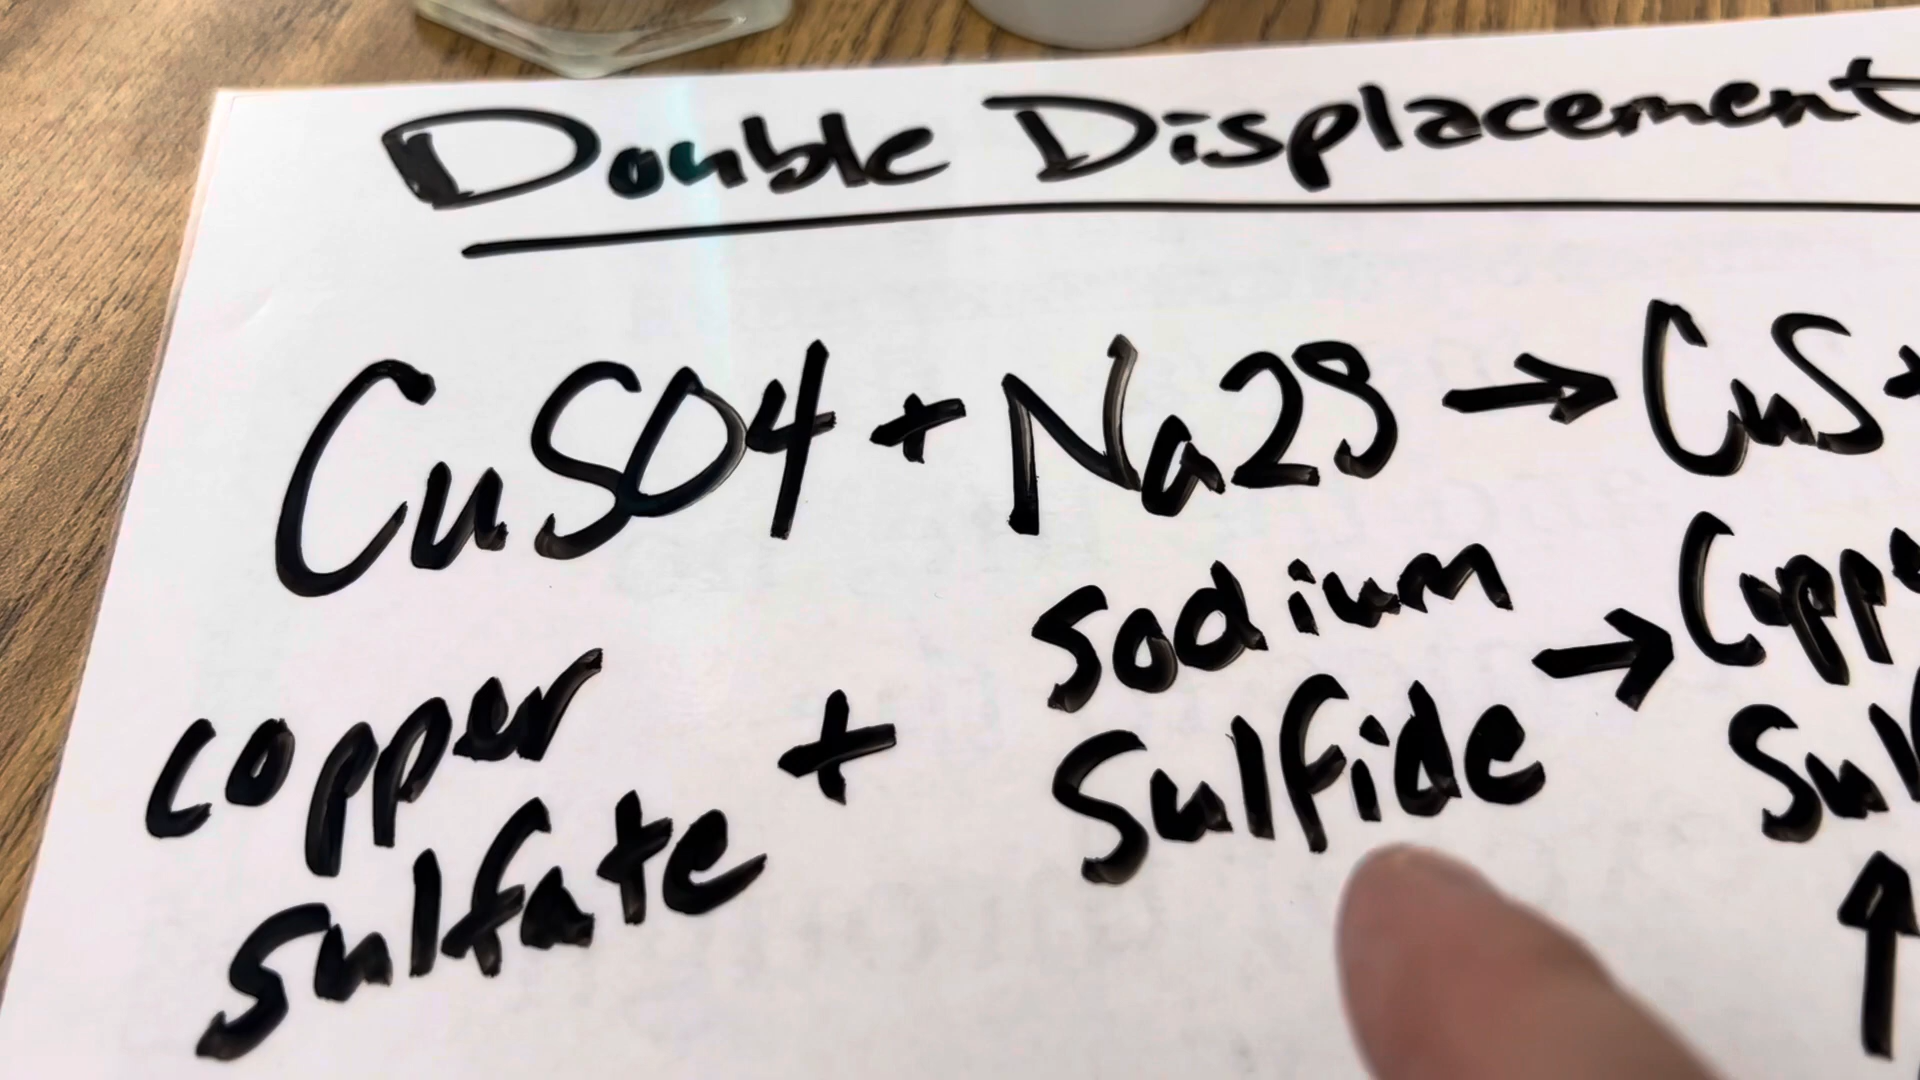 Double Displacement
CuSO4 + Na2S → CuS +
copper sulfate + sodium sulfide →